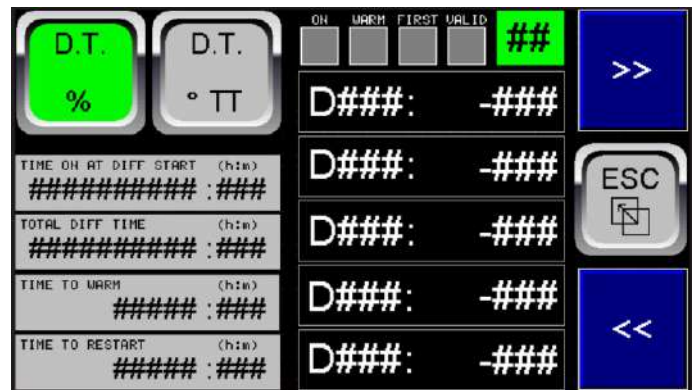 D.T.
%
D.T.
° TT
ON WARM FIRST VALID
##
>>
D###: -###
D###: -###
D###: -###
D###: -###
D###: -###
TIME ON AT DIFF START (h:m)
########## :###
TOTAL DIFF TIME (h:m)
########## :###
TIME TO WARM (h:m)
##### :###
TIME TO RESTART (h:m)
##### :###
ESC
<<